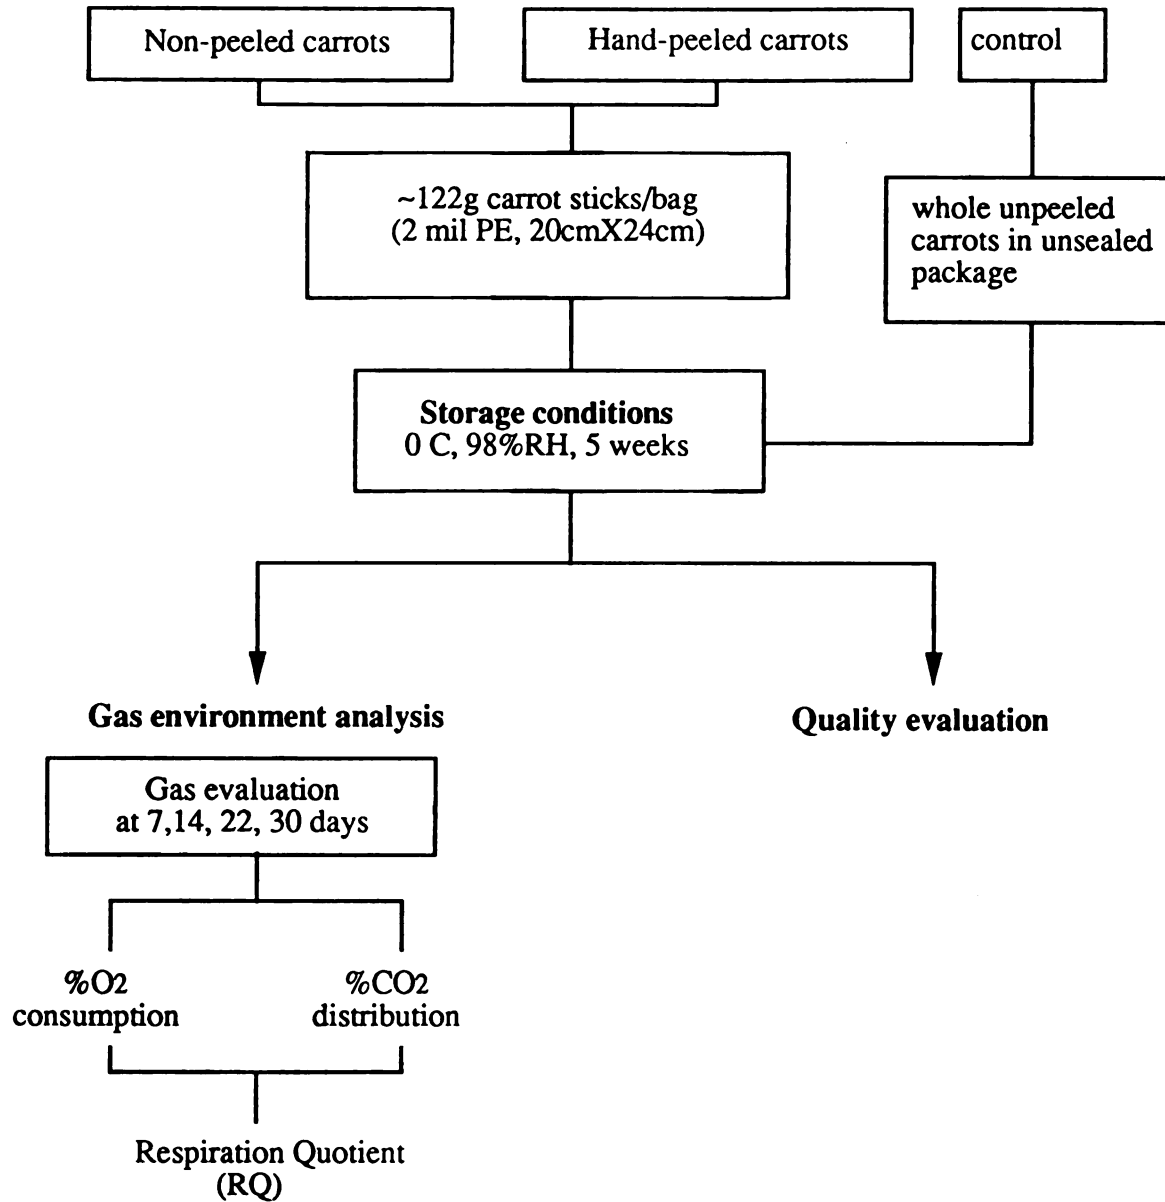 Non-peeled carrots
Hand-peeled carrots
control
~122g carrot sticks/bag
(2 mil PE, 20cmX24cm)
whole unpeeled
carrots in unsealed
package
Storage conditions
0 C, 98%RH, 5 weeks
Gas environment analysis
Quality evaluation
Gas evaluation
at 7,14, 22, 30 days
%O2
consumption
%CO2
distribution
Respiration Quotient
(RQ)